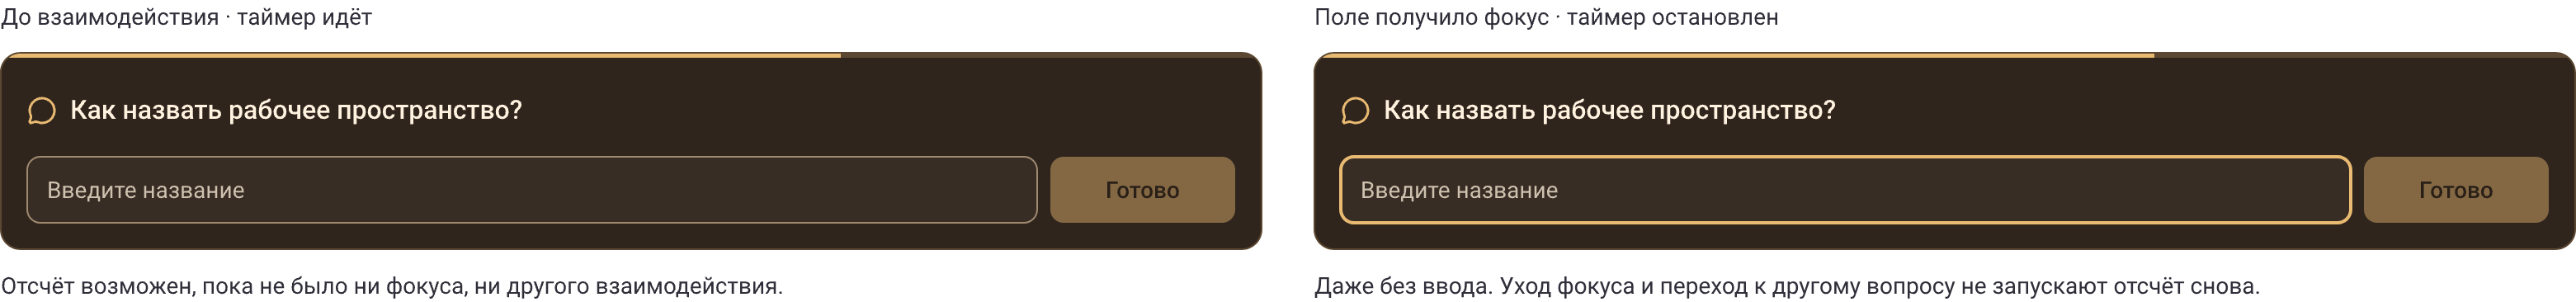 До взаимодействия · таймер идёт
Как назвать рабочее пространство?
Введите название
Готово
Отсчёт возможен, пока не было ни фокуса, ни другого взаимодействия.
Поле получило фокус · таймер остановлен
Как назвать рабочее пространство?
Введите название
Готово
Даже без ввода. Уход фокуса и переход к другому вопросу не запускают отсчёт снова.